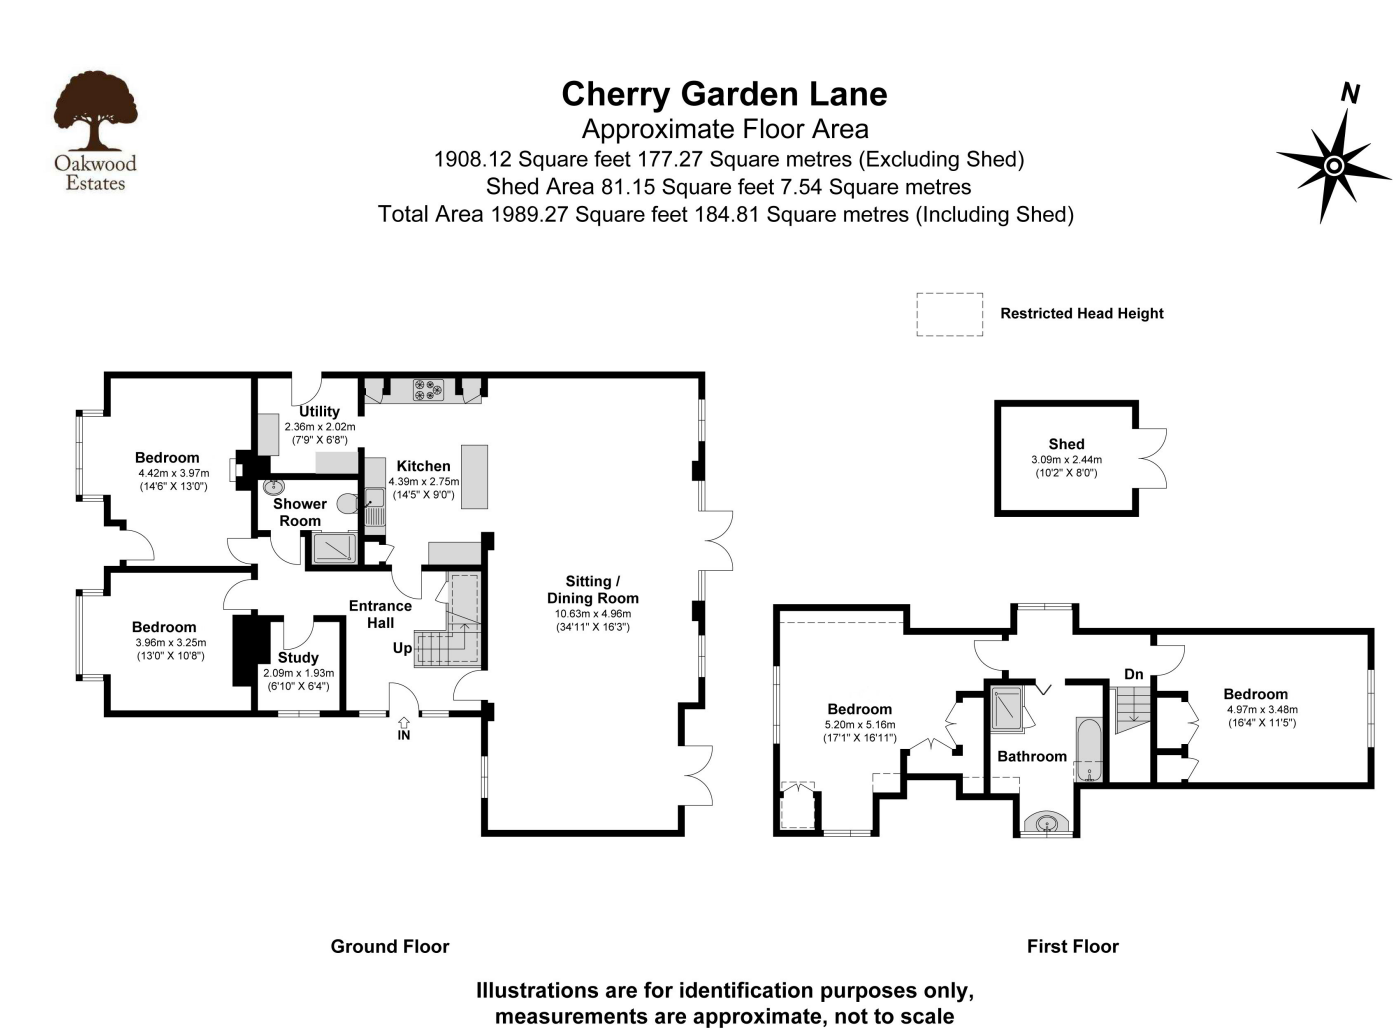 Oakwood
Estates
Cherry Garden Lane
Approximate Floor Area
1908.12 Square feet 177.27 Square metres (Excluding Shed)
Shed Area 81.15 Square feet 7.54 Square metres
Total Area 1989.27 Square feet 184.81 Square metres (Including Shed)
N
Restricted Head Height
Utility
2.36m x 2.02m
(7'9" X 6'8")
Bedroom
4.42m x 3.97m
(14'6" X 13'0")
Kitchen
4.39m x 2.75m
(14'5" X 9'0")
Shower
Room
Sitting /
Dining Room
10.63m x 4.96m
(34'11" X 16'3")
Entrance
Hall
Bedroom
3.96m x 3.25m
(13'0" X 10'8")
Up
Study
2.09m x 1.93m
(6'10" X 6'4")
IN
Shed
3.09m x 2.44m
(10'2" X 8'0")
Dn
Bedroom
5.20m x 5.16m
(17'1" X 16'11")
Bedroom
4.97m x 3.48m
(16'4" X 11'5")
Bathroom
Ground Floor
First Floor
Illustrations are for identification purposes only,
measurements are approximate, not to scale